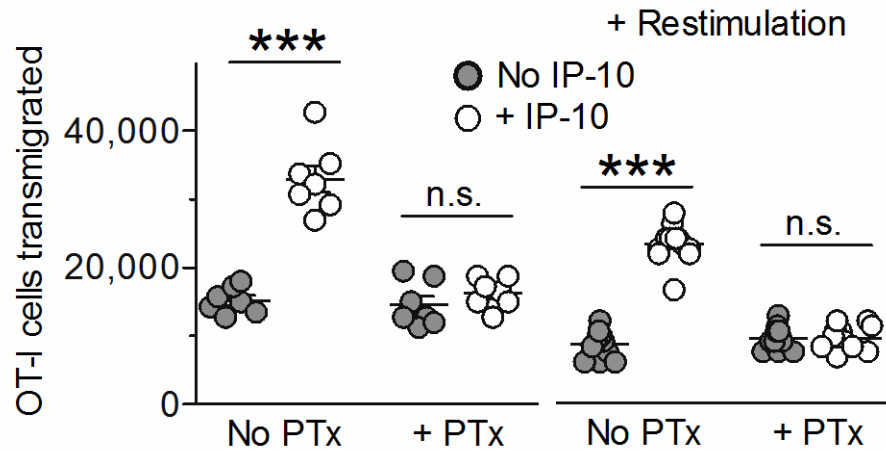 + Restimulation
***
No IP-10
+ IP-10
OT-I cells transmigrated
40,000
20,000
0
n.s.
***
n.s.
No PTx
+ PTx
No PTx
+ PTx